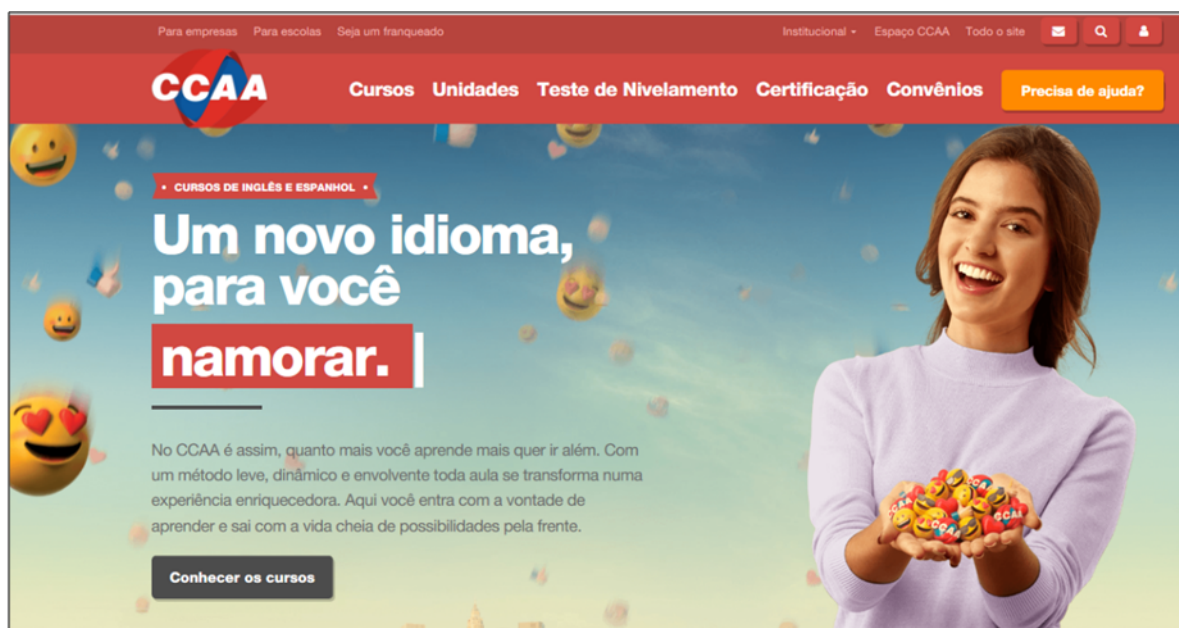 Para empresas Para escolas Seja um franqueado Institucional Espaço CCAA Todo o site
CCAA Cursos Unidades Teste de Nivelamento Certificação Convênios Precisa de ajuda?
• CURSOS DE INGLÊS E ESPANHOL •
Um novo idioma,
para você
namorar.
No CCAA é assim, quanto mais você aprende mais quer ir além. Com
um método leve, dinâmico e envolvente toda aula se transforma numa
experiência enriquecedora. Aqui você entra com a vontade de
aprender e sai com a vida cheia de possibilidades pela frente.
Conhecer os cursos
CCAA
CCAA
CCAA